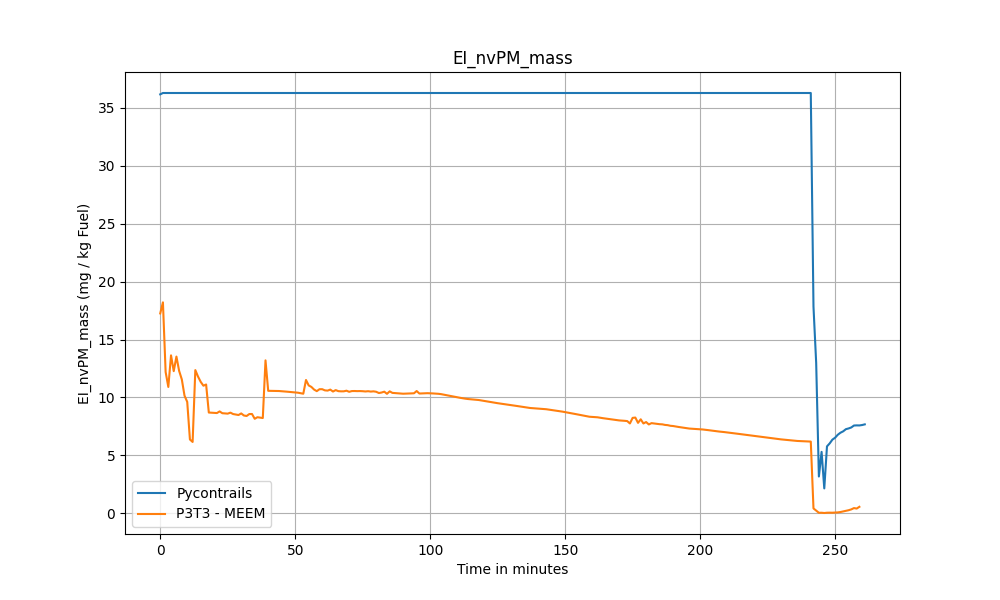 EI_nvPM_mass
EI_nvPM_mass (mg / kg Fuel)
35
30
25
20
15
10
5
0
Pycontrails
P3T3 - MEEM
0 50 100 150 200 250
Time in minutes